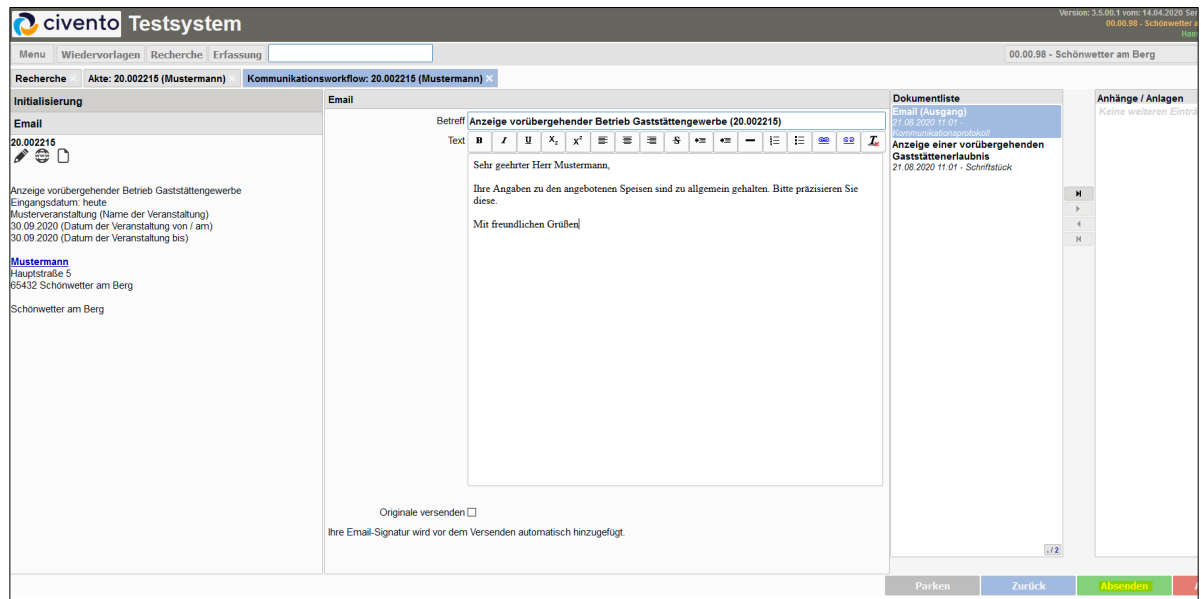 civento Testsystem
Version: 3.5.00.1 vom: 14.04.2020 Ser
00.00.98 - Schönwetter a
Han
Menu Wiedervorlagen Recherche Erfassung
00.00.98 - Schönwetter am Berg
Recherche × Akte: 20.002215 (Mustermann) × Kommunikationsworkflow: 20.002215 (Mustermann) ×
Initialisierung
Email
20.002215
Anzeige vorübergehender Betrieb Gaststättengewerbe
Eingangsdatum: heute
Musterveranstaltung (Name der Veranstaltung)
30.09.2020 (Datum der Veranstaltung von / am)
30.09.2020 (Datum der Veranstaltung bis)
Mustermann
Hauptstraße 5
65432 Schönwetter am Berg
Schönwetter am Berg
Email
Betreff Anzeige vorübergehender Betrieb Gaststättengewerbe (20.002215)
Text
Sehr geehrter Herr Mustermann,
Ihre Angaben zu den angebotenen Speisen sind zu allgemein gehalten. Bitte präzisieren Sie
diese.
Mit freundlichen Grüßen
Originale versenden
Ihre Email-Signatur wird vor dem Versenden automatisch hinzugefügt.
Dokumentliste
Email (Ausgang)
21.08.2020 11:01 -
Kommunikationsprotokoll
Anzeige einer vorübergehenden
Gaststättenerlaubnis
21.08.2020 11:01 - Schriftstück
./2
Anhänge / Anlagen
Keine weiteren Einträ
Parken Zurück Absenden